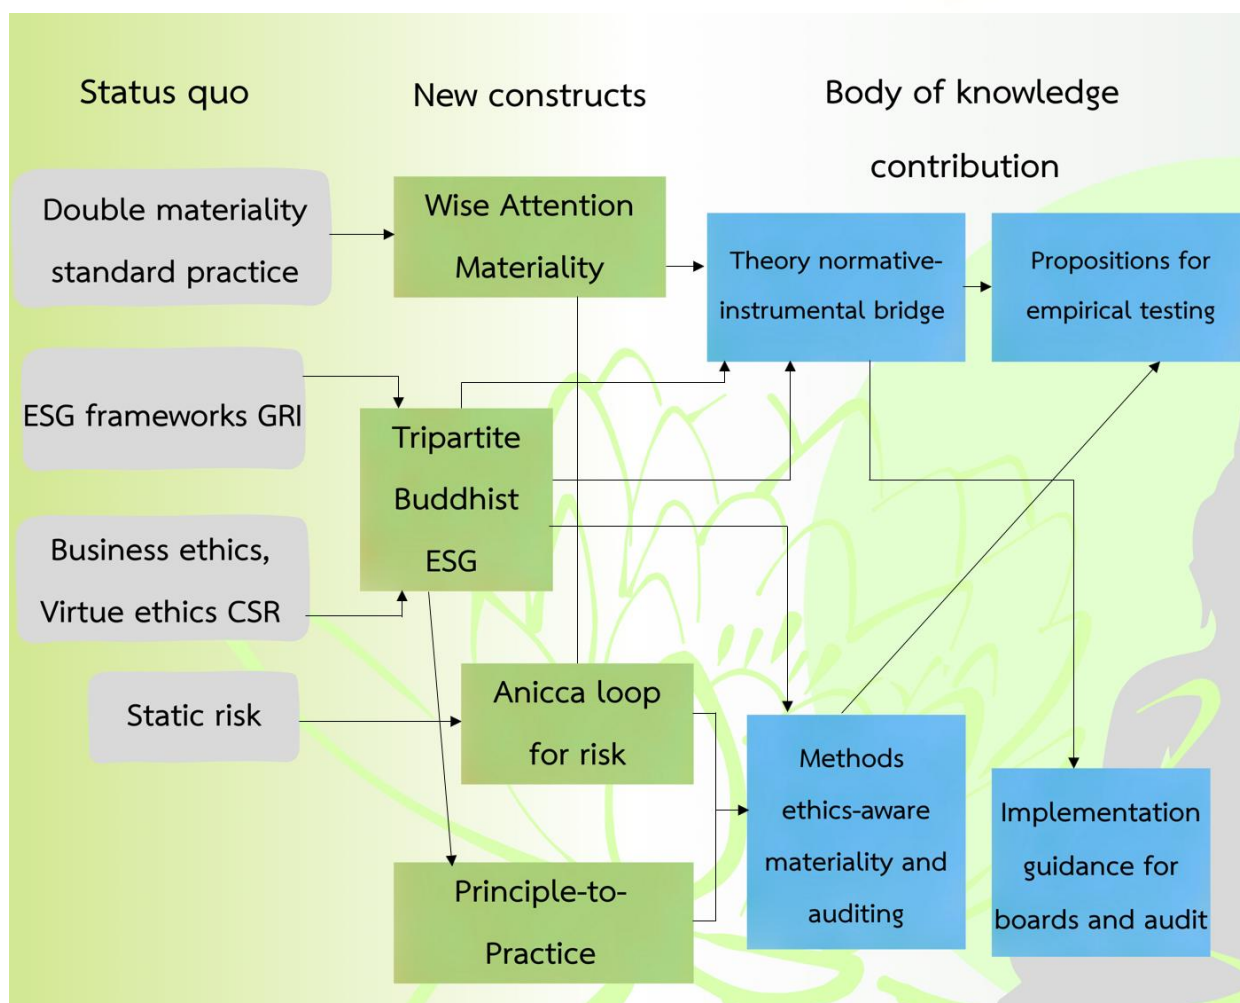 Status quo
New constructs
Body of knowledge
contribution
Double materiality
standard practice
ESG frameworks GRI
Business ethics,
Virtue ethics CSR
Static risk
Wise Attention
Materiality
Tripartite
Buddhist
ESG
Anicca loop
for risk
Principle-to-
Practice
Theory normative-
instrumental bridge
Propositions for
empirical testing
Methods
ethics-aware
materiality and
auditing
Implementation
guidance for
boards and audit